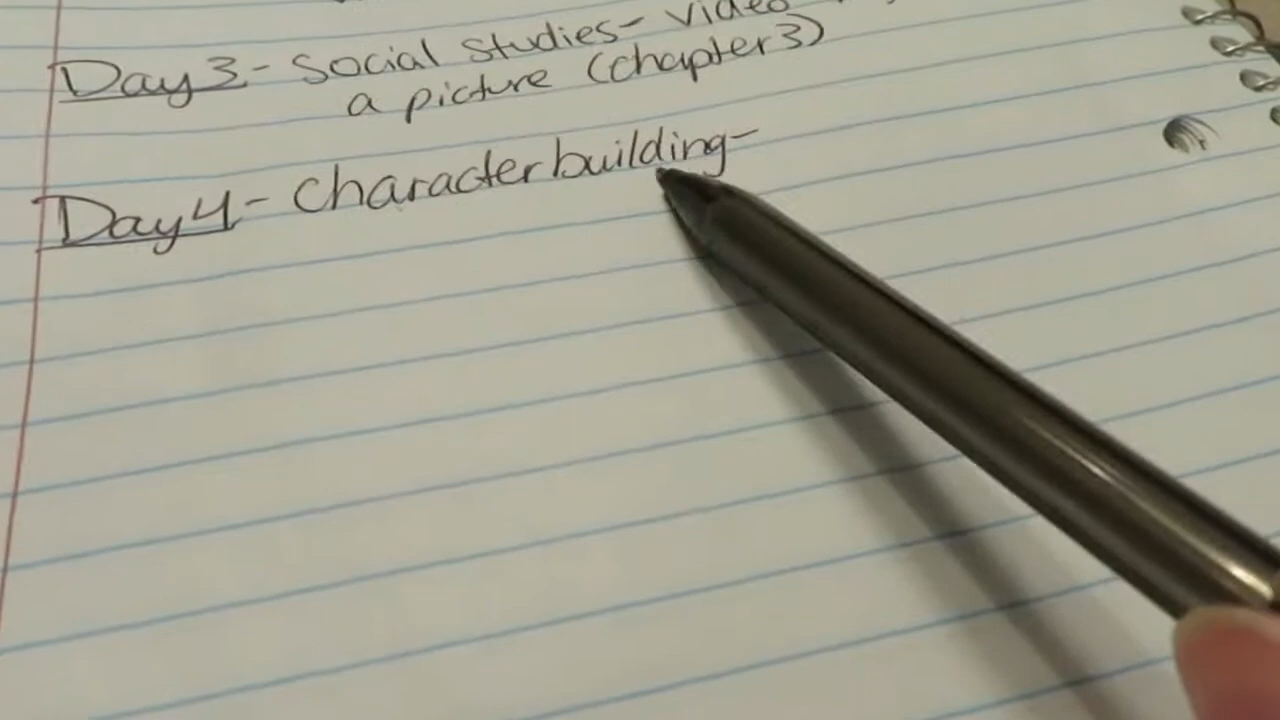 Day 3- Social Studies- Video
a picture (chapter 3)
Day 4- Character building-